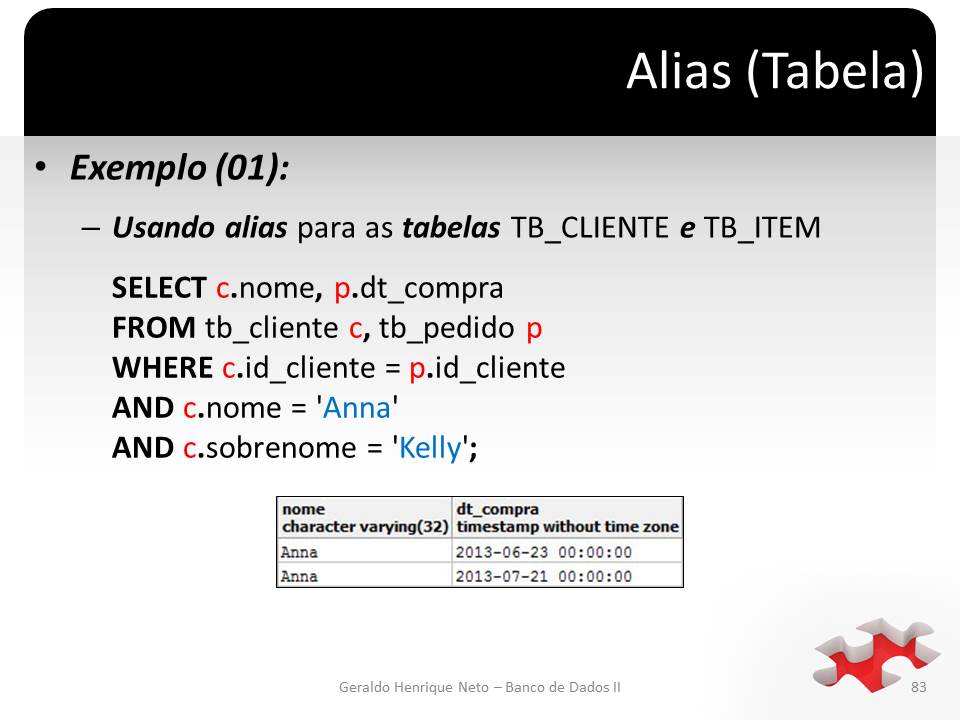 Alias (Tabela)
• Exemplo (01):
– Usando alias para as tabelas TB_CLIENTE e TB_ITEM
SELECT c.nome, p.dt_compra
FROM tb_cliente c, tb_pedido p
WHERE c.id_cliente = p.id_cliente
AND c.nome = 'Anna'
AND c.sobrenome = 'Kelly';
nome dt_compra
character varying(32) timestamp without time zone
Anna 2013-06-23 00:00:00
Anna 2013-07-21 00:00:00
Geraldo Henrique Neto – Banco de Dados II 83